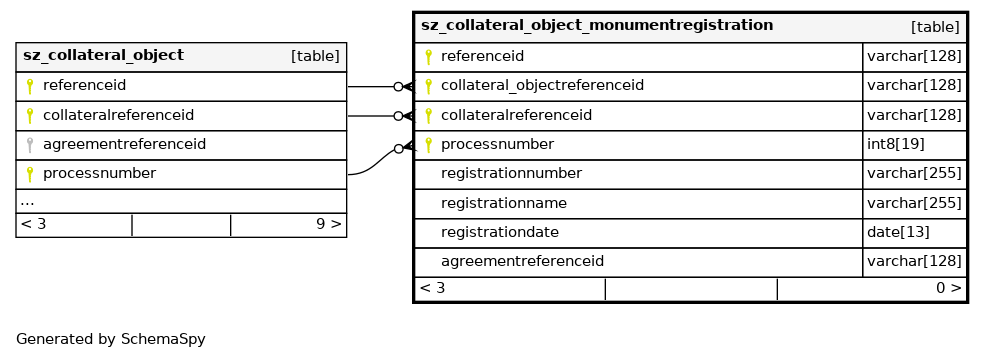 sz_collateral_object [table]
referenceid
collateralreferenceid
agreementreferenceid
processnumber
...
< 3 9 >
sz_collateral_object_monumentregistration [table]
referenceid varchar[128]
collateral_objectreferenceid varchar[128]
collateralreferenceid varchar[128]
processnumber int8[19]
registrationnumber varchar[255]
registrationname varchar[255]
registrationdate date[13]
agreementreferenceid varchar[128]
< 3 0 >
Generated by SchemaSpy